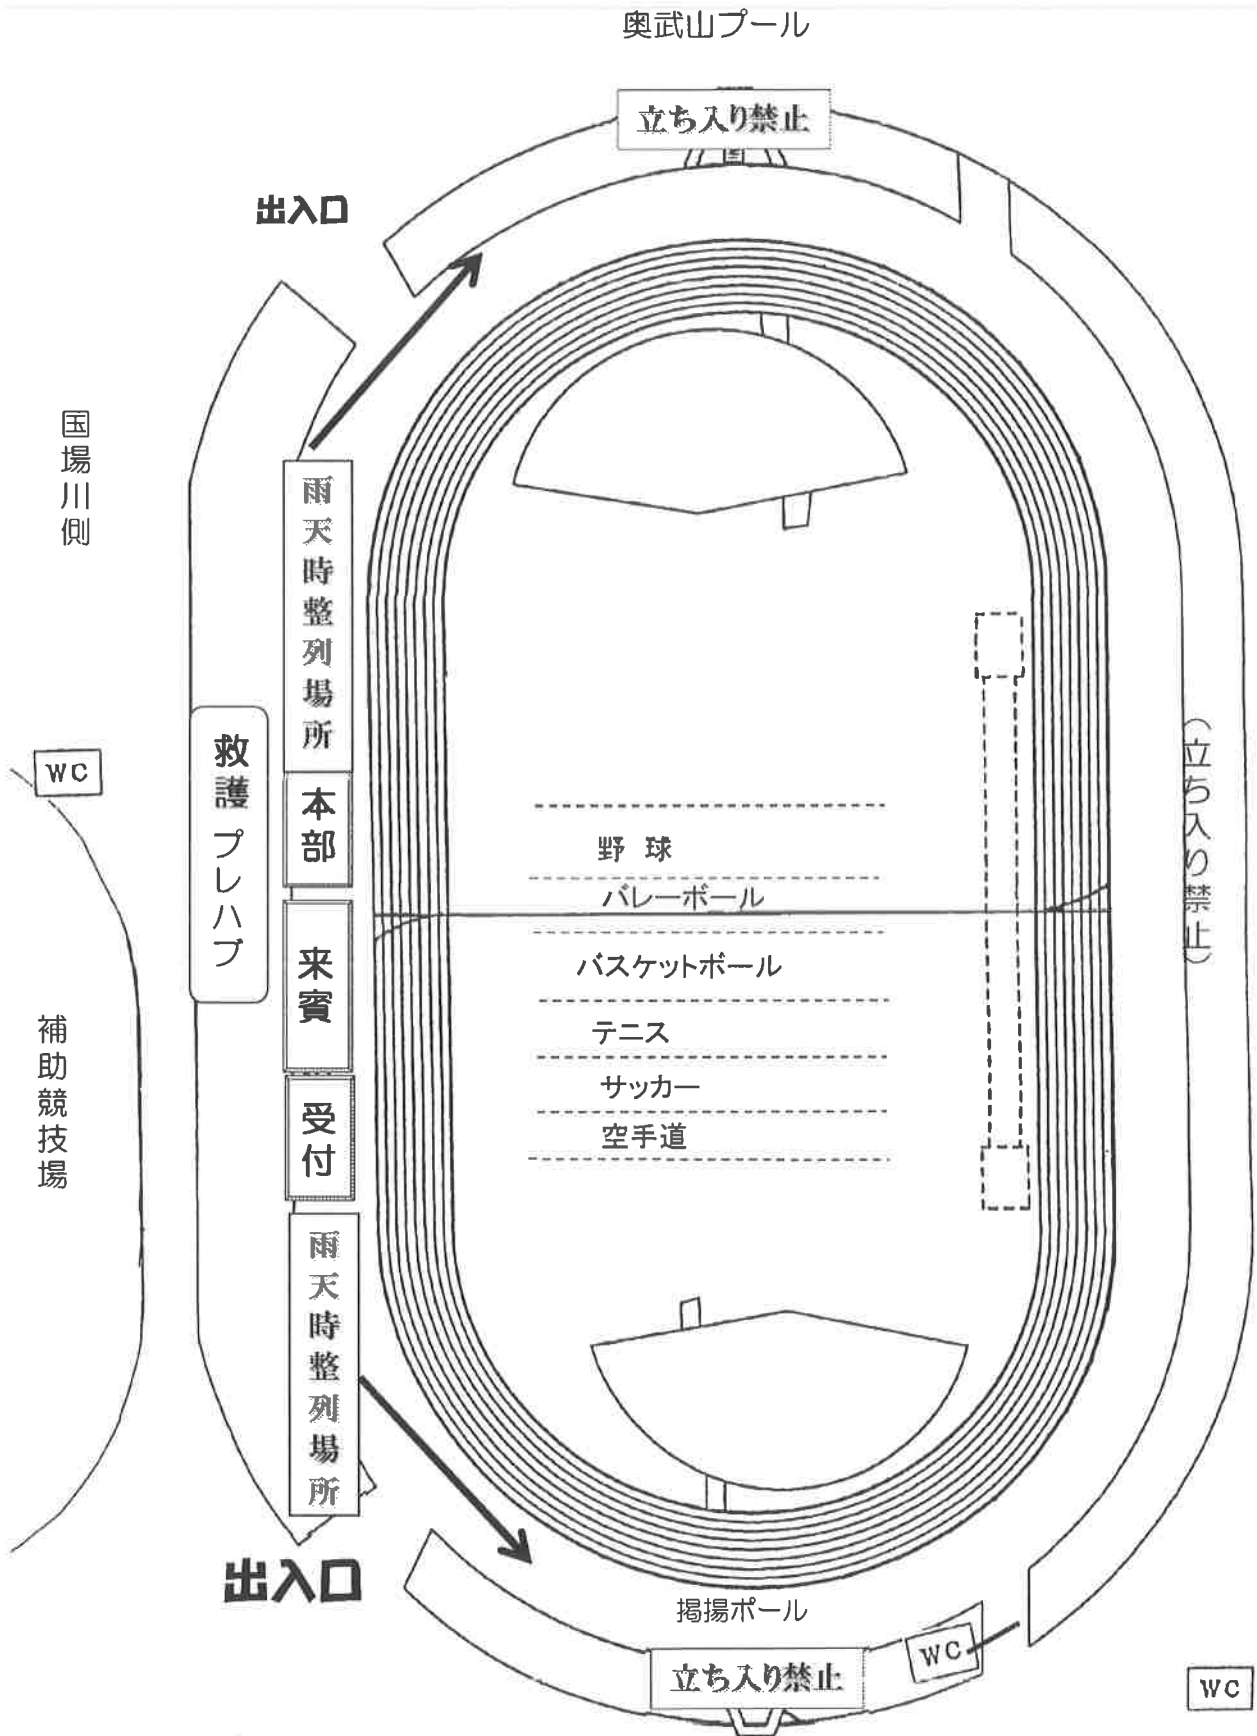 奥武山プール
立ち入り禁止
出入口
国場川側
雨天時整列場所
救護 プレハブ
本部
WC
野 球
バレーボール
(立ち入り禁止)
来賓
バスケットボール
テニス
サッカー
空手道
補助競技場
受付
雨天時整列場所
出入口
掲揚ポール
立ち入り禁止
WC
WC